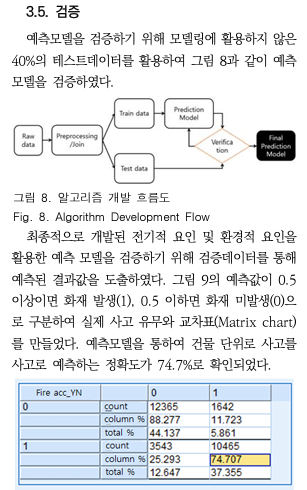 3.5. 검증
예측모델을 검증하기 위해 모델링에 활용하지 않은
40%의 테스트데이터를 활용하여 그림 8과 같이 예측
모델을 검증하였다.
Raw data
Preprocessing /Join
Train data
Test data
Prediction Model
Verifica tion
Final Prediction Model
그림 8. 알고리즘 개발 흐름도
Fig. 8. Algorithm Development Flow
최종적으로 개발된 전기적 요인 및 환경적 요인을
활용한 예측 모델을 검증하기 위해 검증데이터를 통해
예측된 결과값을 도출하였다. 그림 9의 예측값이 0.5
이상이면 화재 발생(1), 0.5 이하면 화재 미발생(0)으
로 구분하여 실제 사고 유무와 교차표(Matrix chart)
를 만들었다. 예측모델을 통하여 건물 단위로 사고를
사고로 예측하는 정확도가 74.7%로 확인되었다.
Fire acc_YN 0 1
0 count 12365 1642
column % 88.277 11.723
total % 44.137 5.861
1 count 3543 10465
column % 25.293 74.707
total % 12.647 37.355